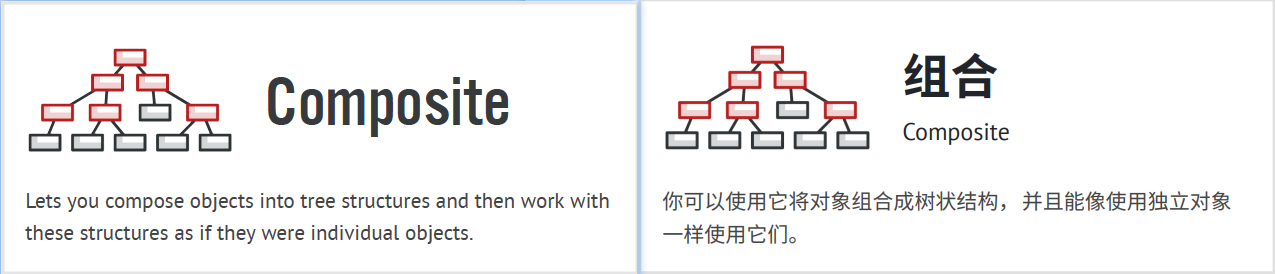 Composite
Lets you compose objects into tree structures and then work with
these structures as if they were individual objects.
组合
Composite
你可以使用它将对象组合成树状结构，并且能像使用独立对象
一样使用它们。